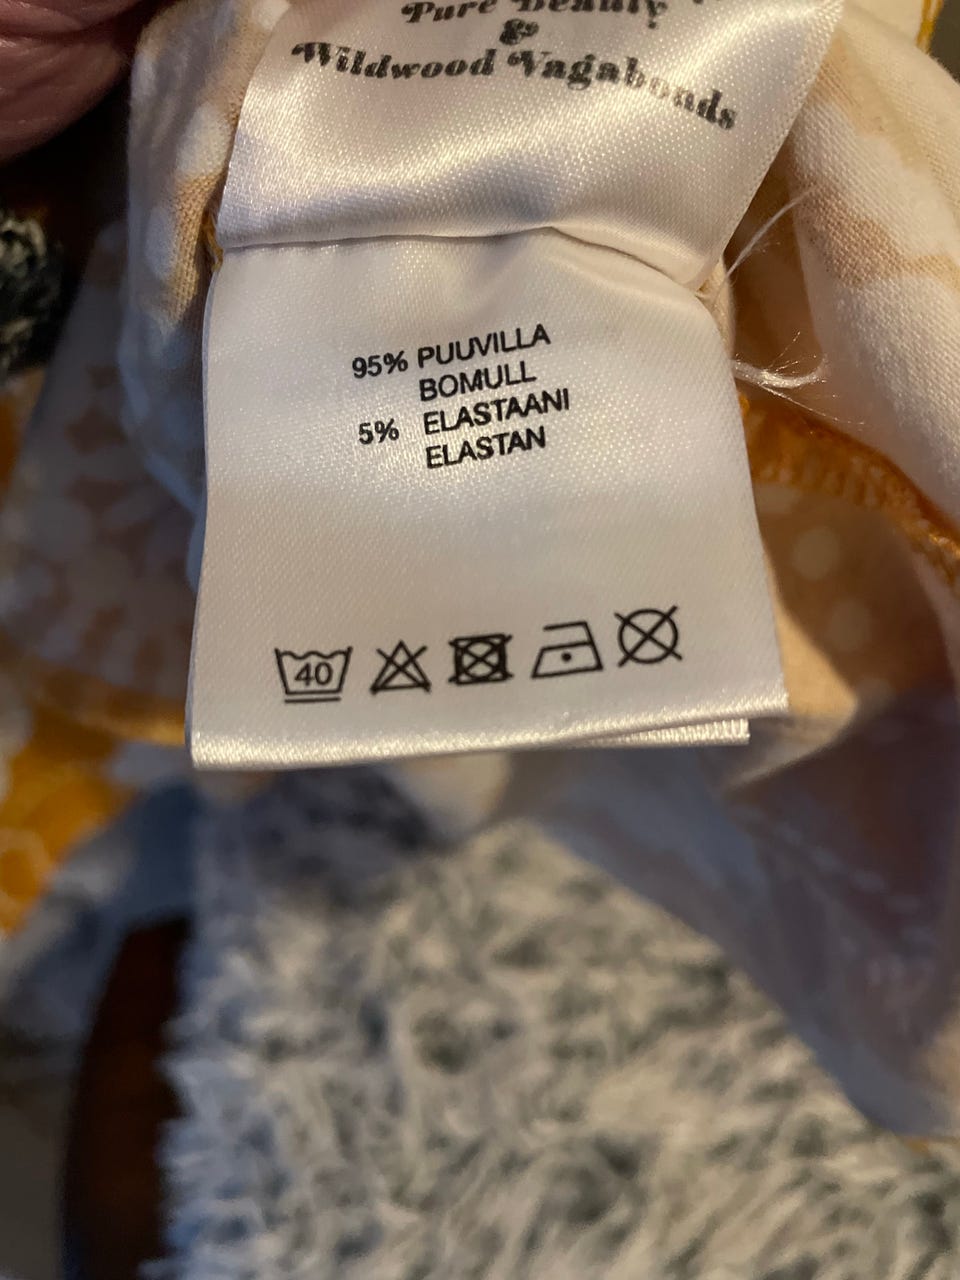 Pure Beauty
&
Wildwood Vagabonds
95% PUUVILLA
BOMULL
5% ELASTAANI
ELASTAN
40